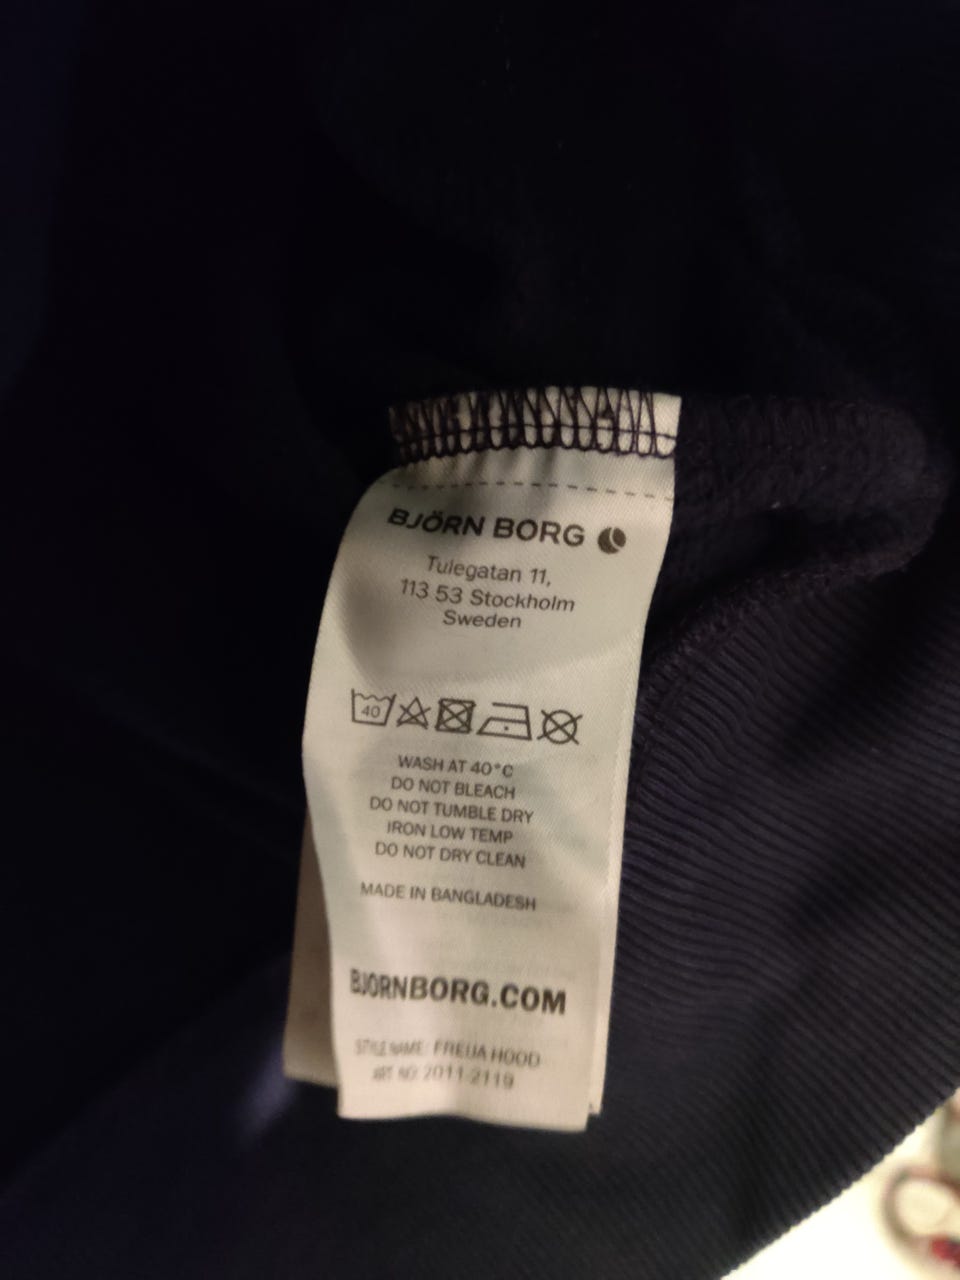 BJÖRN BORG
Tulegatan 11,
113 53 Stockholm
Sweden
40
WASH AT 40°C
DO NOT BLEACH
DO NOT TUMBLE DRY
IRON LOW TEMP
DO NOT DRY CLEAN
MADE IN BANGLADESH
BJORNBORG.COM
STYLE NAME: HOOD
ART NO: 2011-2119